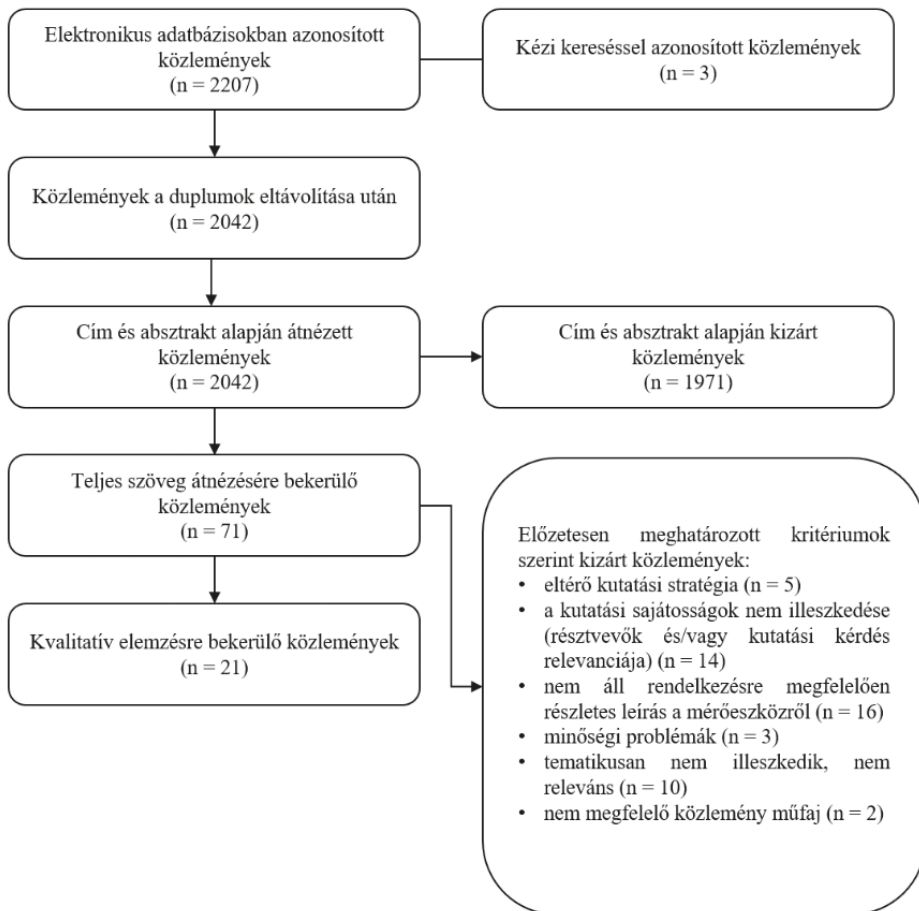 Elektronikus adatbázisokban azonosított
közlemények
(n = 2207)
Kézi kereséssel azonosított közlemények
(n = 3)
Közlemények a duplumok eltávolítása után
(n = 2042)
Cím és absztrakt alapján átnézett
közlemények
(n = 2042)
Cím és absztrakt alapján kizárt
közlemények
(n = 1971)
Teljes szöveg átnézésére bekerülő
közlemények
(n = 71)
Kvalitatív elemzésre bekerülő közlemények
(n = 21)
Előzetesen meghatározott kritériumok
szerint kizárt közlemények:
• eltérő kutatási stratégia (n = 5)
• a kutatási sajátosságok nem illeszkedése
(résztvevők és/vagy kutatási kérdés
relevanciája) (n = 14)
• nem áll rendelkezésre megfelelően
részletes leírás a mérőeszközről (n = 16)
• minőségi problémák (n = 3)
• tematikusan nem illeszkedik, nem
releváns (n = 10)
• nem megfelelő közlemény műfaj (n = 2)